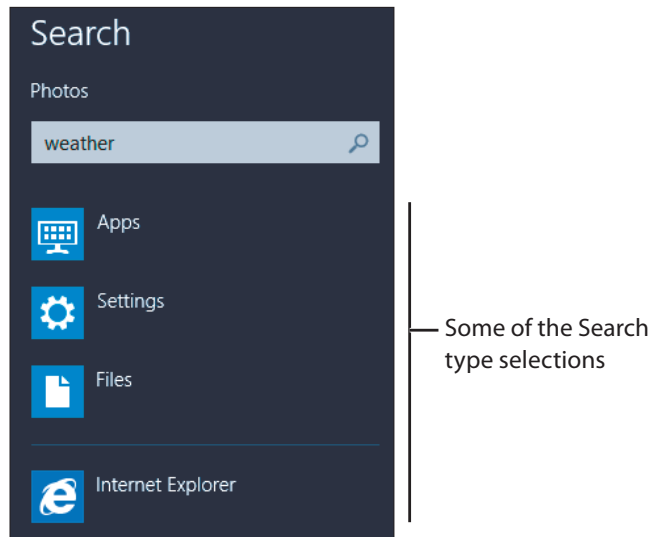 Search
Photos
weather
Apps
Settings
Files
Internet Explorer
Some of the Search
type selections